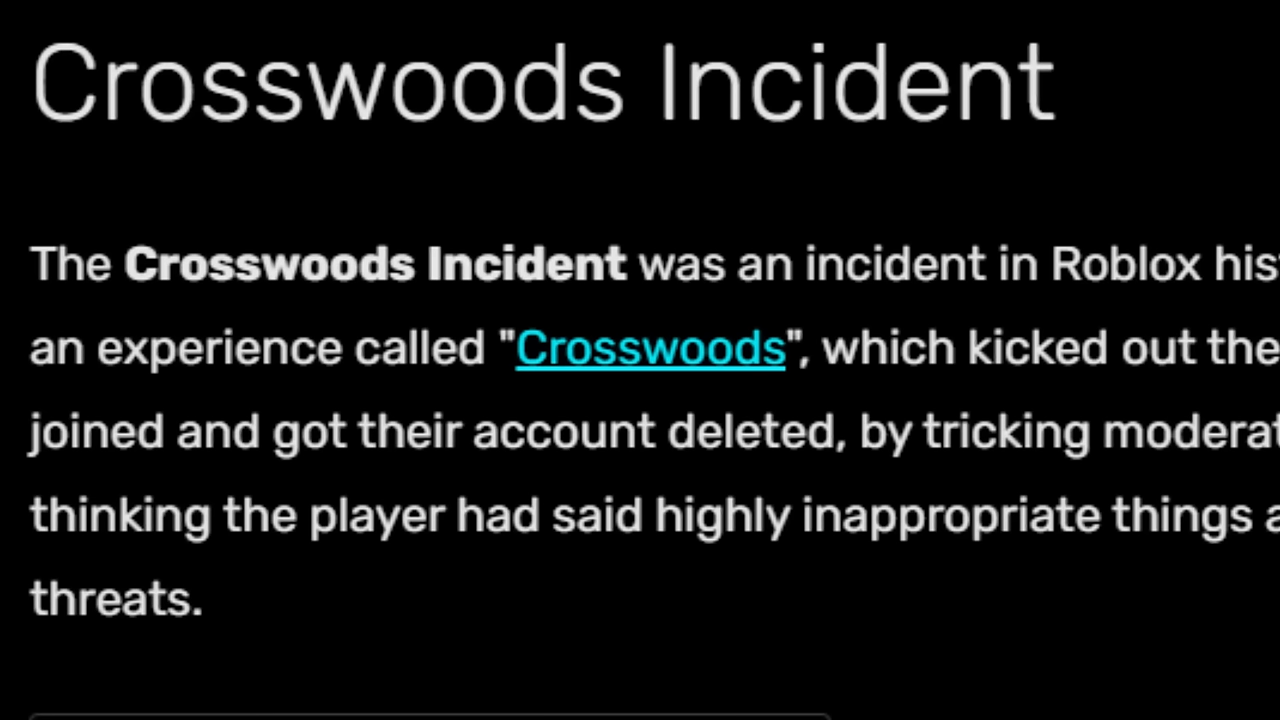 Crosswoods Incident
The Crosswoods Incident was an incident in Roblox
an experience called "Crosswoods", which kicked out the
joined and got their account deleted, by tricking
thinking the player had said highly inappropriate things
threats.